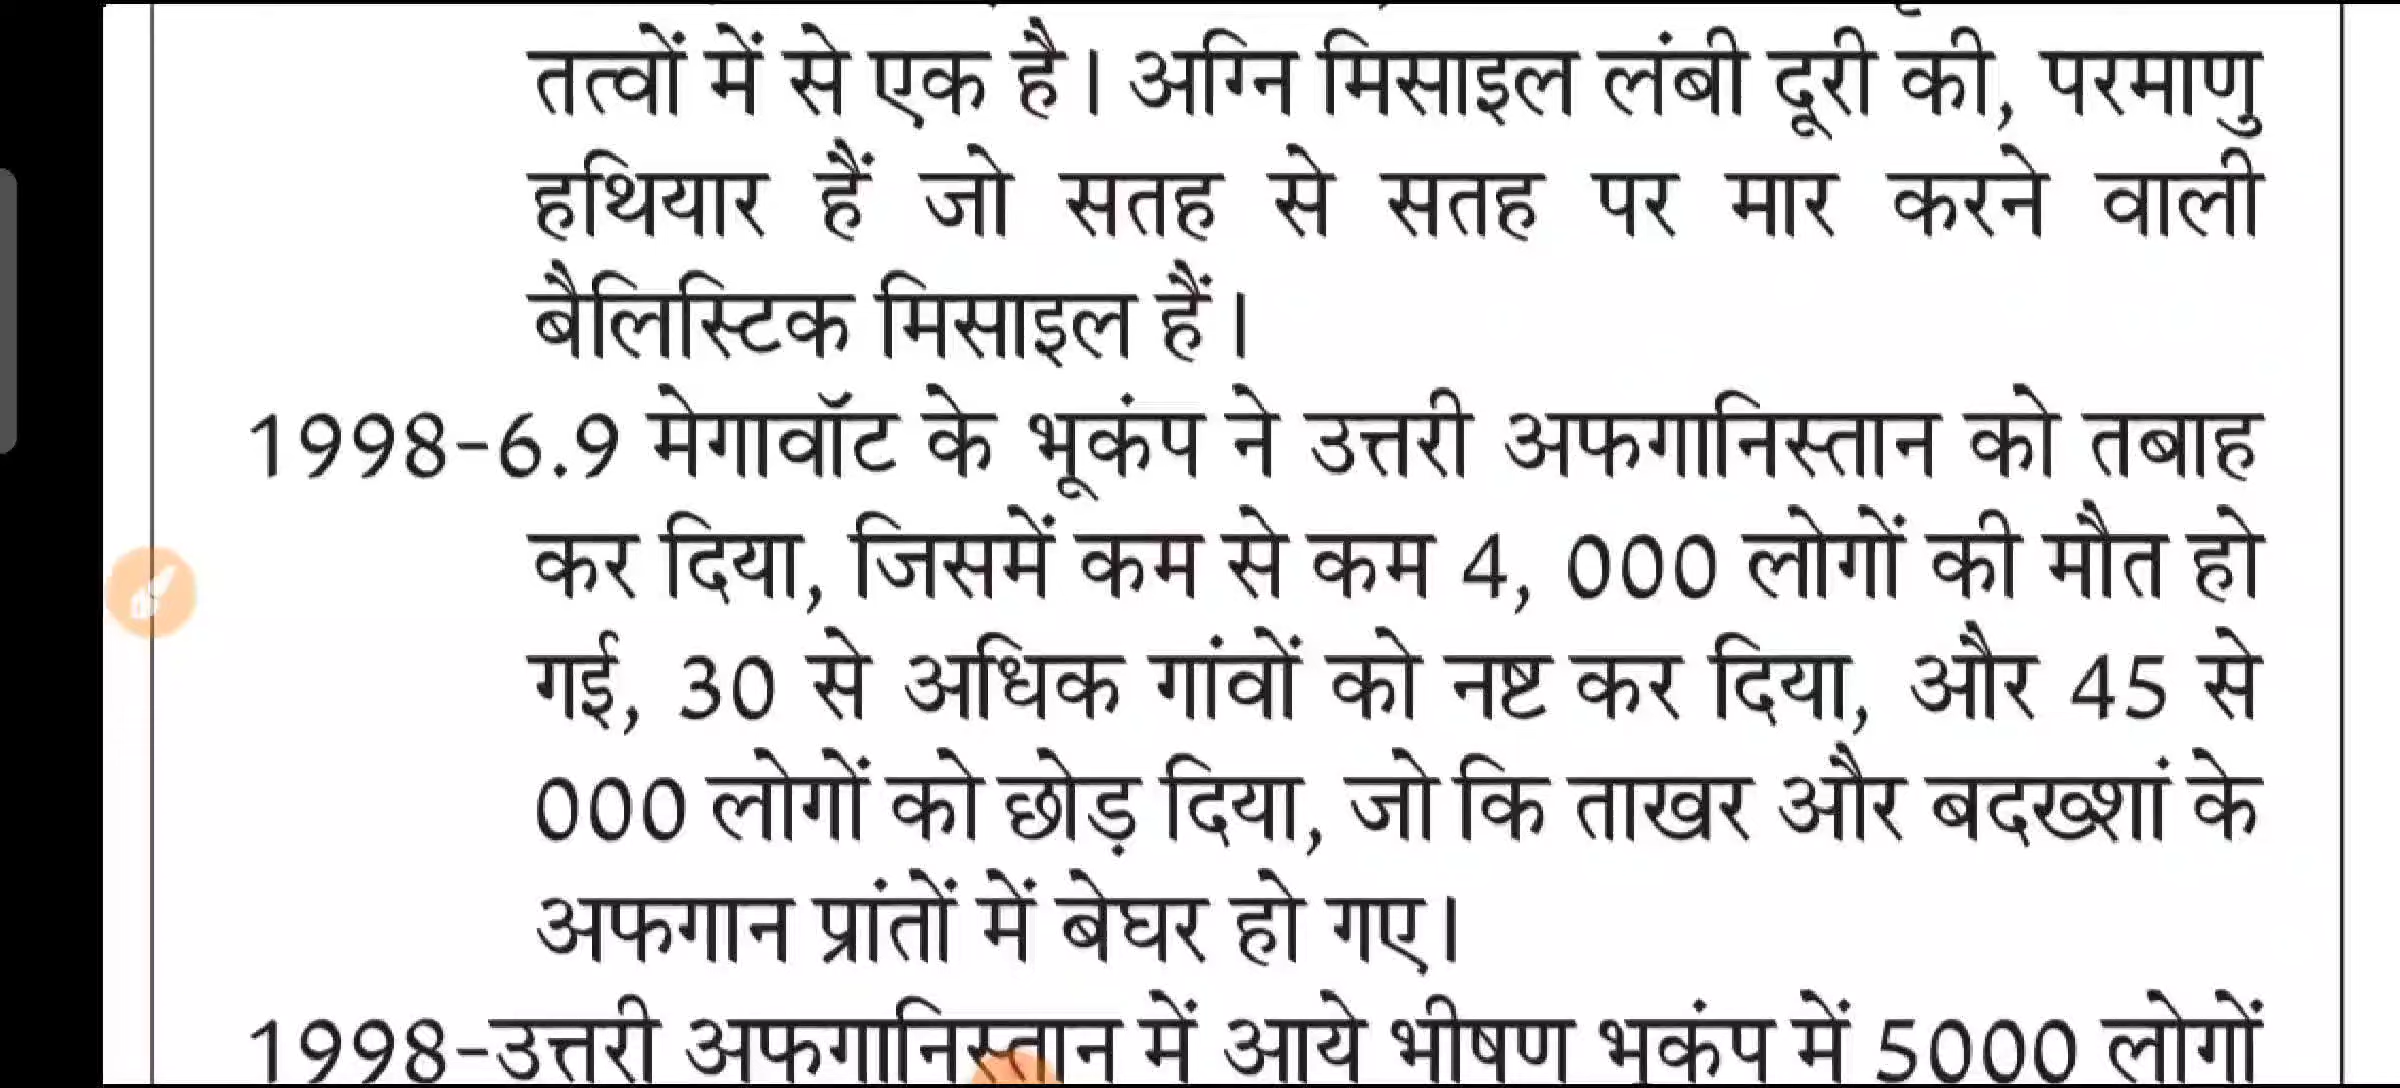 तत्वों में से एक है। अग्नि मिसाइल लंबी दूरी की, परमाणु
हथियार हैं जो सतह से सतह पर मार करने वाली
बैलिस्टिक मिसाइल हैं।
1998-6.9 मेगावॉट के भूकंप ने उत्तरी अफगानिस्तान को तबाह
कर दिया, जिसमें कम से कम 4, 000 लोगों की मौत हो
गई, 30 से अधिक गांवों को नष्ट कर दिया, और 45 से
000 लोगों को छोड़ दिया, जो कि ताखर और बदख्शां के
अफगान प्रांतों में बेघर हो गए।
1998-उत्तरी अफगानिस्तान में आये भीषण भूकंप में 5000 लोगों